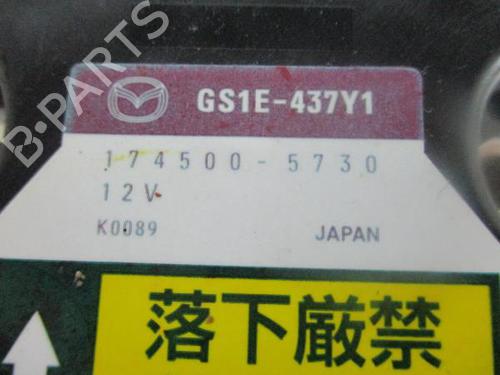 B-PARTS
GS1E-437Y1
174500-5730
12V
K0089 JAPAN
落下厳禁